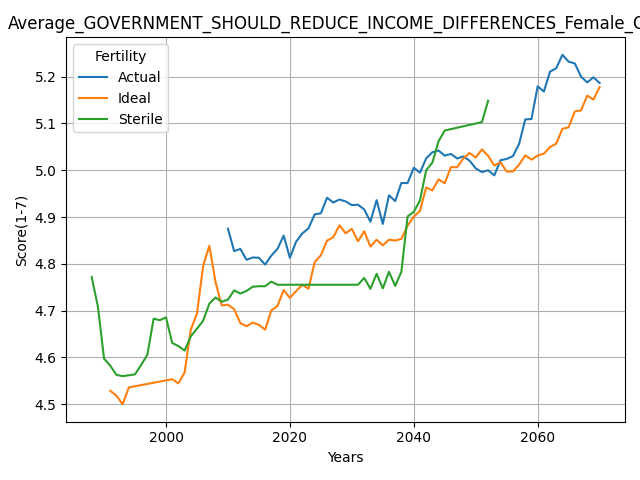 Average_GOVERNMENT_SHOULD_REDUCE_INCOME_DIFFERENCES_Female_
Fertility
Actual
Ideal
Sterile
Score(1-7)
5.2
5.1
5.0
4.9
4.8
4.7
4.6
4.5
2000
2020
2040
2060
Years